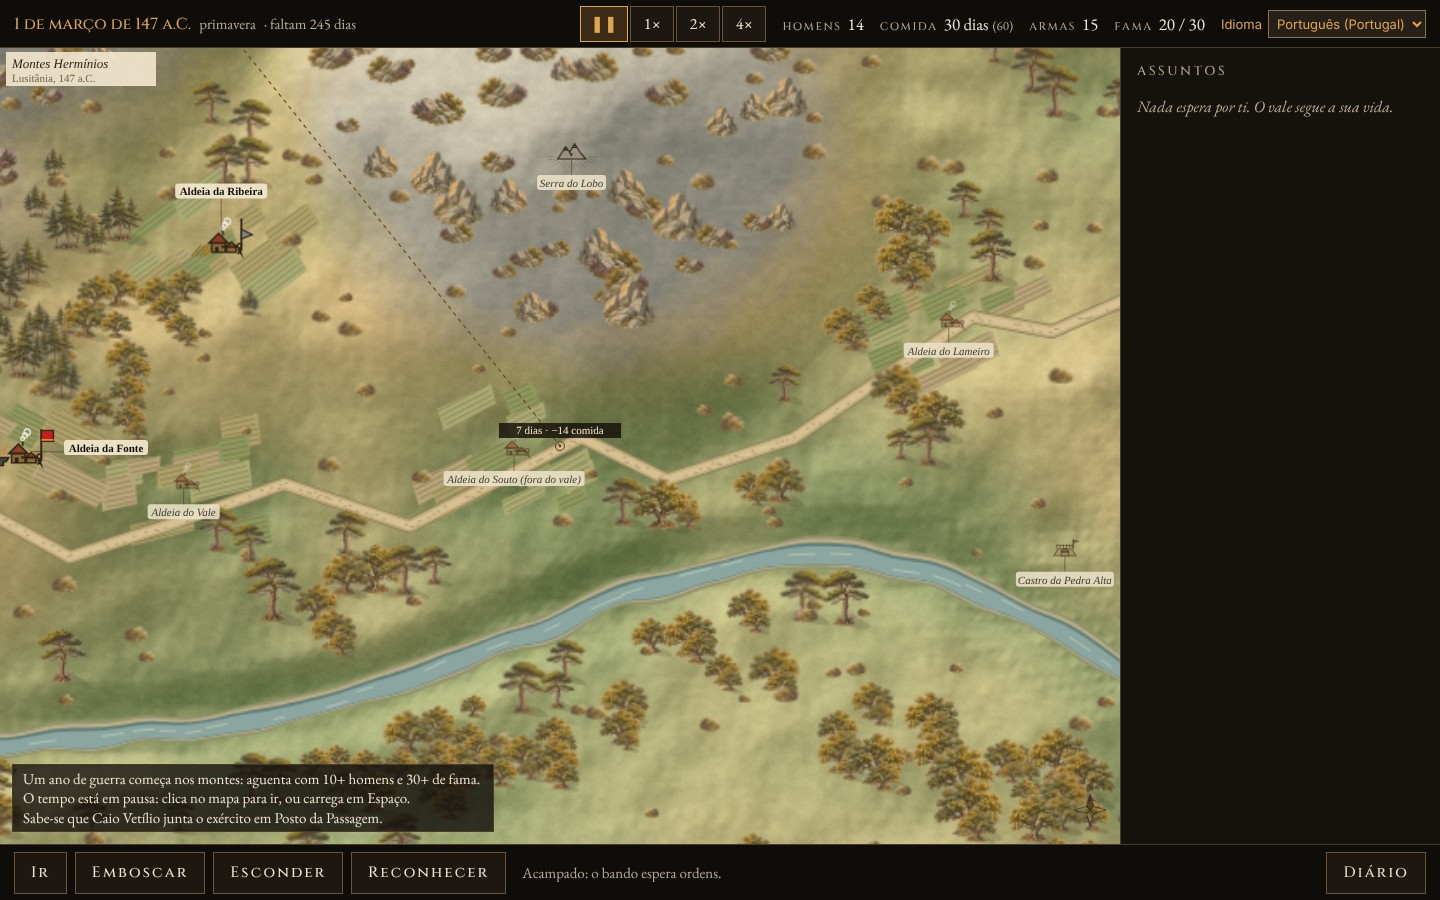 1 DE MARÇO DE 147 A.C. primavera · faltam 245 dias
❚❚ 1× 2× 4× HOMENS 14 COMIDA 30 dias (60) ARMAS 15 FAMA 20 / 30 Idioma Português (Portugal)
Montes Hermínios
Lusitânia, 147 a.C.
ASSUNTOS
Nada espera por ti. O vale segue a sua vida.
Serra do Lobo
Aldeia da Ribeira
Aldeia do Lameiro
7 dias · −14 comida
Aldeia da Fonte
Aldeia do Souto (fora do vale)
Aldeia do Vale
Castro da Pedra Alta
Um ano de guerra começa nos montes: aguenta com 10+ homens e 30+ de fama.
O tempo está em pausa: clica no mapa para ir, ou carrega em Espaço.
Sabe-se que Caio Vetílio junta o exército em Posto da Passagem.
IR EMBOSCAR ESCONDER RECONHECER Acampado: o bando espera ordens. DIÁRIO